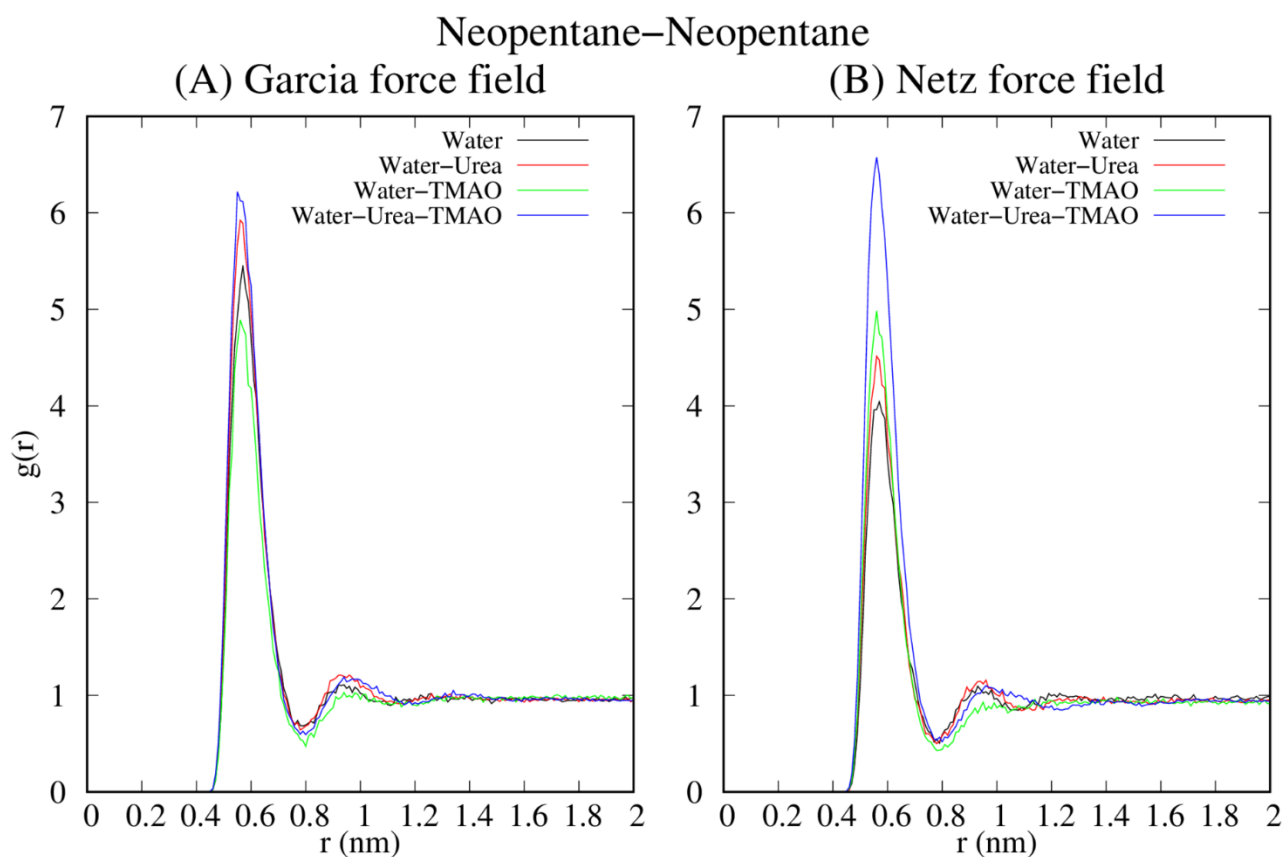 Neopentane−Neopentane
(A) Garcia force field
(B) Netz force field
7
6
5
4
3
2
1
0
g(r)
Water
Water−Urea
Water−TMAO
Water−Urea−TMAO
0 0.2 0.4 0.6 0.8 1 1.2 1.4 1.6 1.8 2
r (nm)
7
6
5
4
3
2
1
0
Water
Water−Urea
Water−TMAO
Water−Urea−TMAO
0 0.2 0.4 0.6 0.8 1 1.2 1.4 1.6 1.8 2
r (nm)